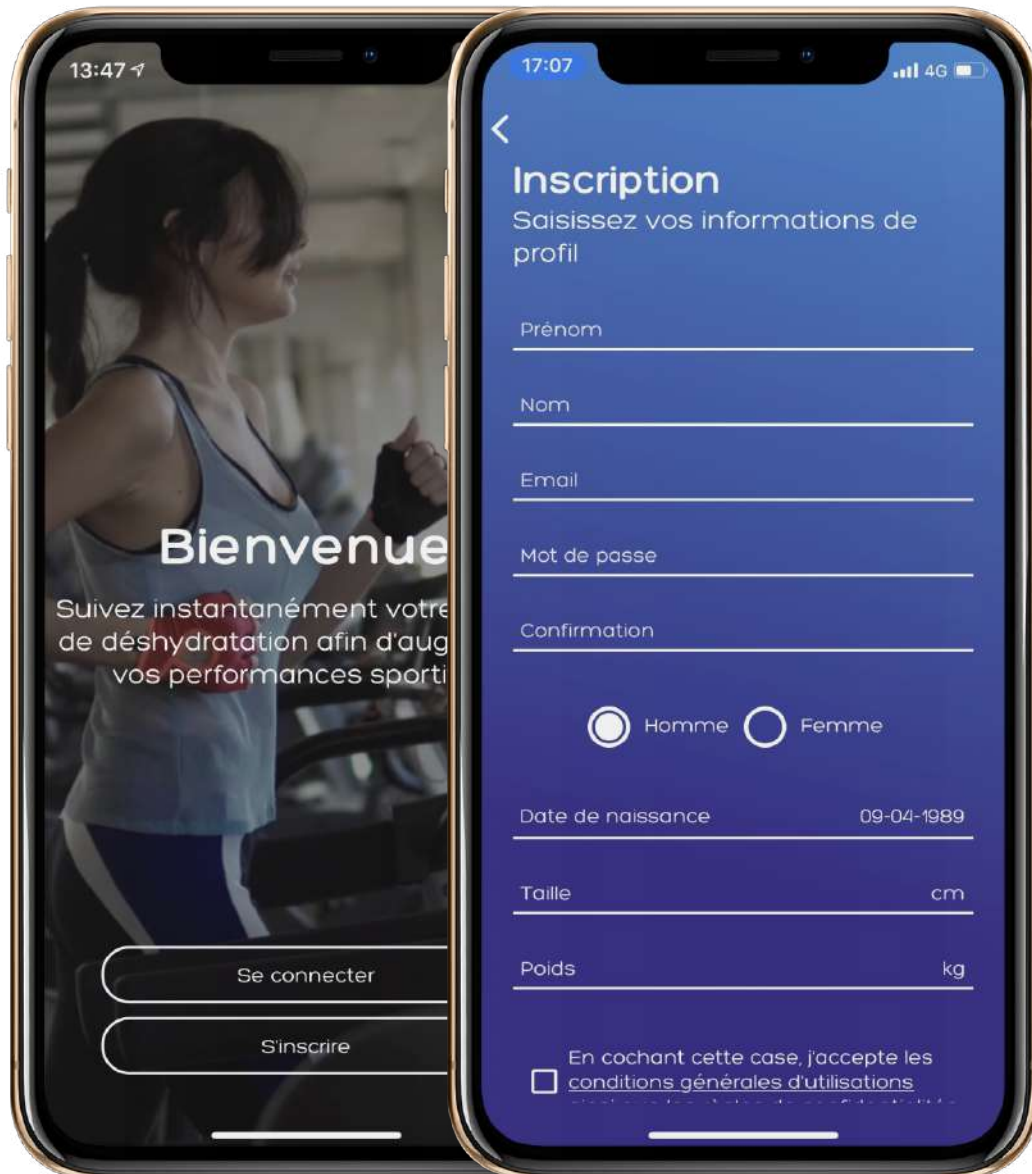 13:47
Bienvenue
Suivez instantanément votre
de déshydratation afin d'aug
vos performances sporti
Se connecter
S'inscrire
17:07
4G
Inscription
Saisissez vos informations de
profil
Prénom
Nom
Email
Mot de passe
Confirmation
Homme Femme
Date de naissance 09-04-1989
Taille cm
Poids kg
En cochant cette case, j'accepte les
conditions générales d'utilisations